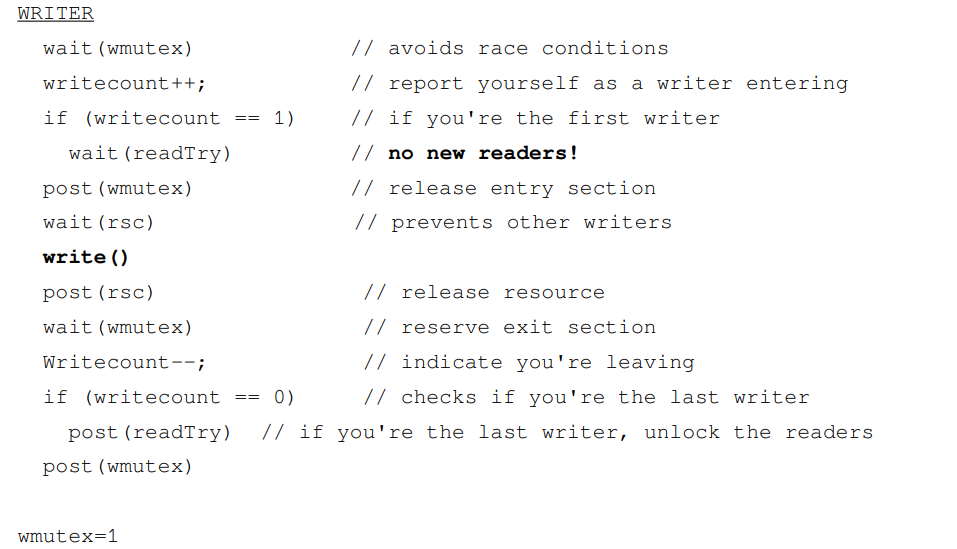 WRITER
wait(wmutex) // avoids race conditions
writecount++; // report yourself as a writer entering
if (writecount == 1) // if you're the first writer
wait(readTry) // no new readers!
post(wmutex) // release entry section
wait(rsc) // prevents other writers
write()
post(rsc) // release resource
wait(wmutex) // reserve exit section
Writecount--; // indicate you're leaving
if (writecount == 0) // checks if you're the last writer
post(readTry) // if you're the last writer, unlock the readers
post(wmutex)
wmutex=1